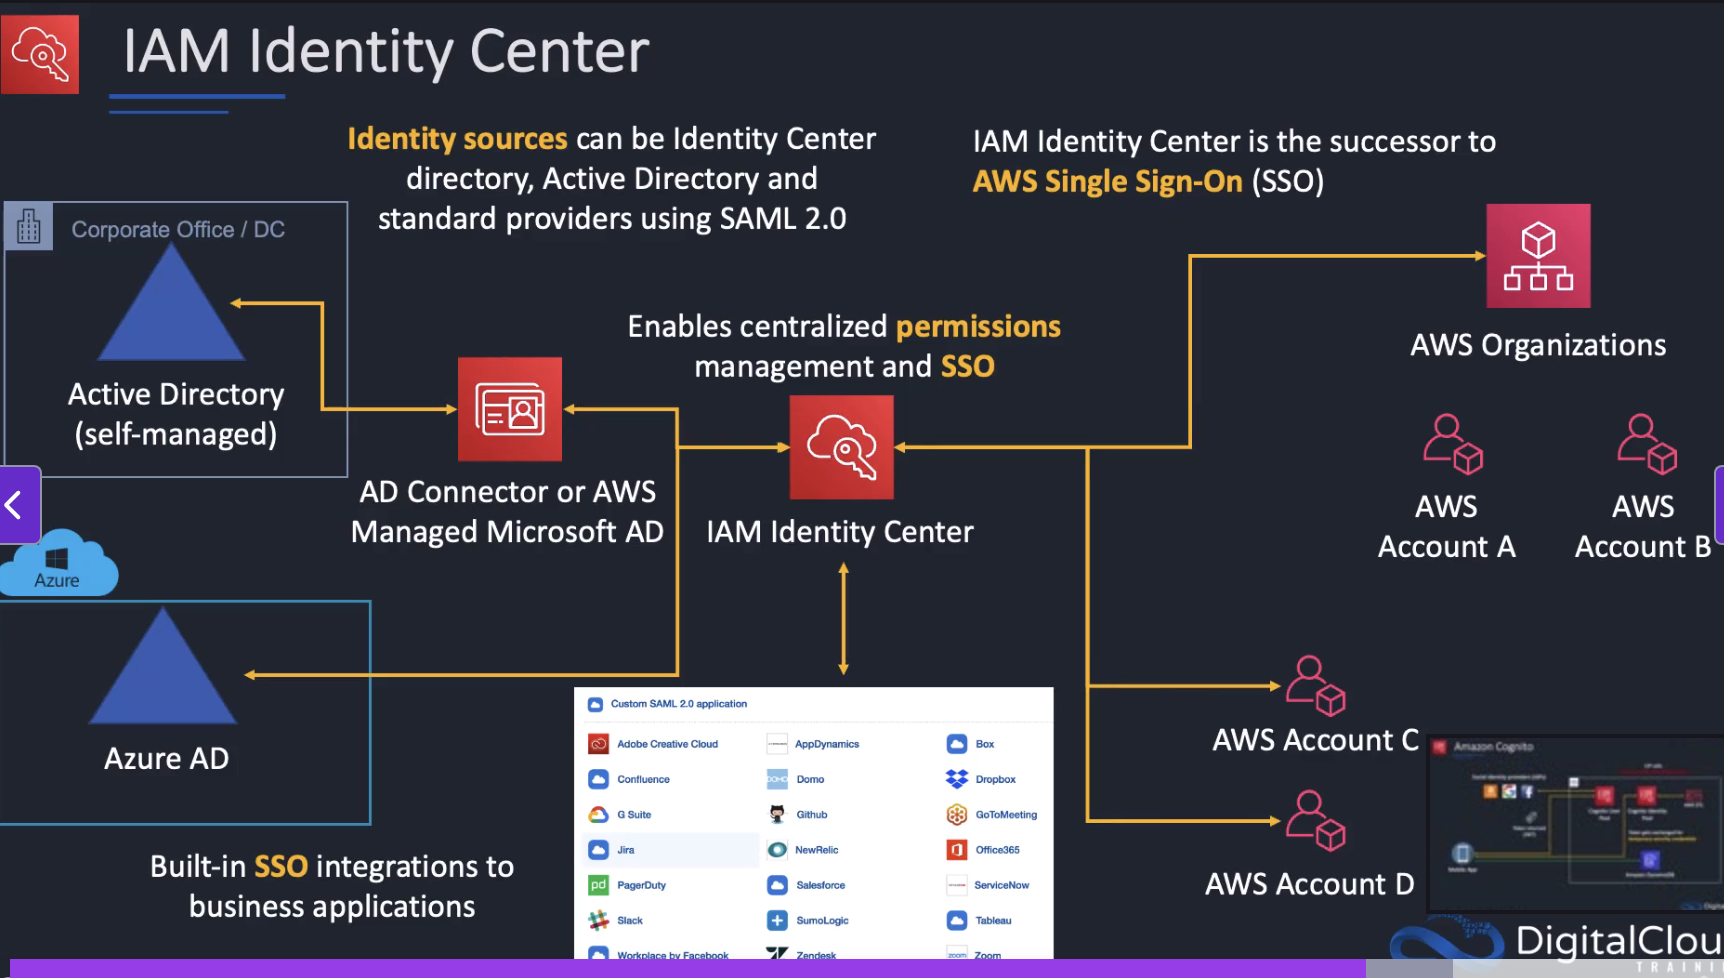 IAM Identity Center
Identity sources can be Identity Center
directory, Active Directory and
standard providers using SAML 2.0
IAM Identity Center is the successor to
AWS Single Sign-On (SSO)
Corporate Office / DC
Active Directory
(self-managed)
Enables centralized permissions
management and SSO
AWS Organizations
AD Connector or AWS
Managed Microsoft AD
IAM Identity Center
AWS
Account A
AWS
Account B
Azure
Azure AD
Built-in SSO integrations to
business applications
Custom SAML 2.0 application
Adobe Creative Cloud
AppDynamics
Box
Confluence
DOMO
Domo
Dropbox
G Suite
Github
GoToMeeting
Jira
NewRelic
Office365
pd
PagerDuty
Salesforce
ServiceNow
Slack
SumoLogic
Tableau
Workplace by Facebook
Zendesk
zoom
Zoom
AWS Account C
AWS Account D
Amazon Cognito
DigitalClou
TRAINI